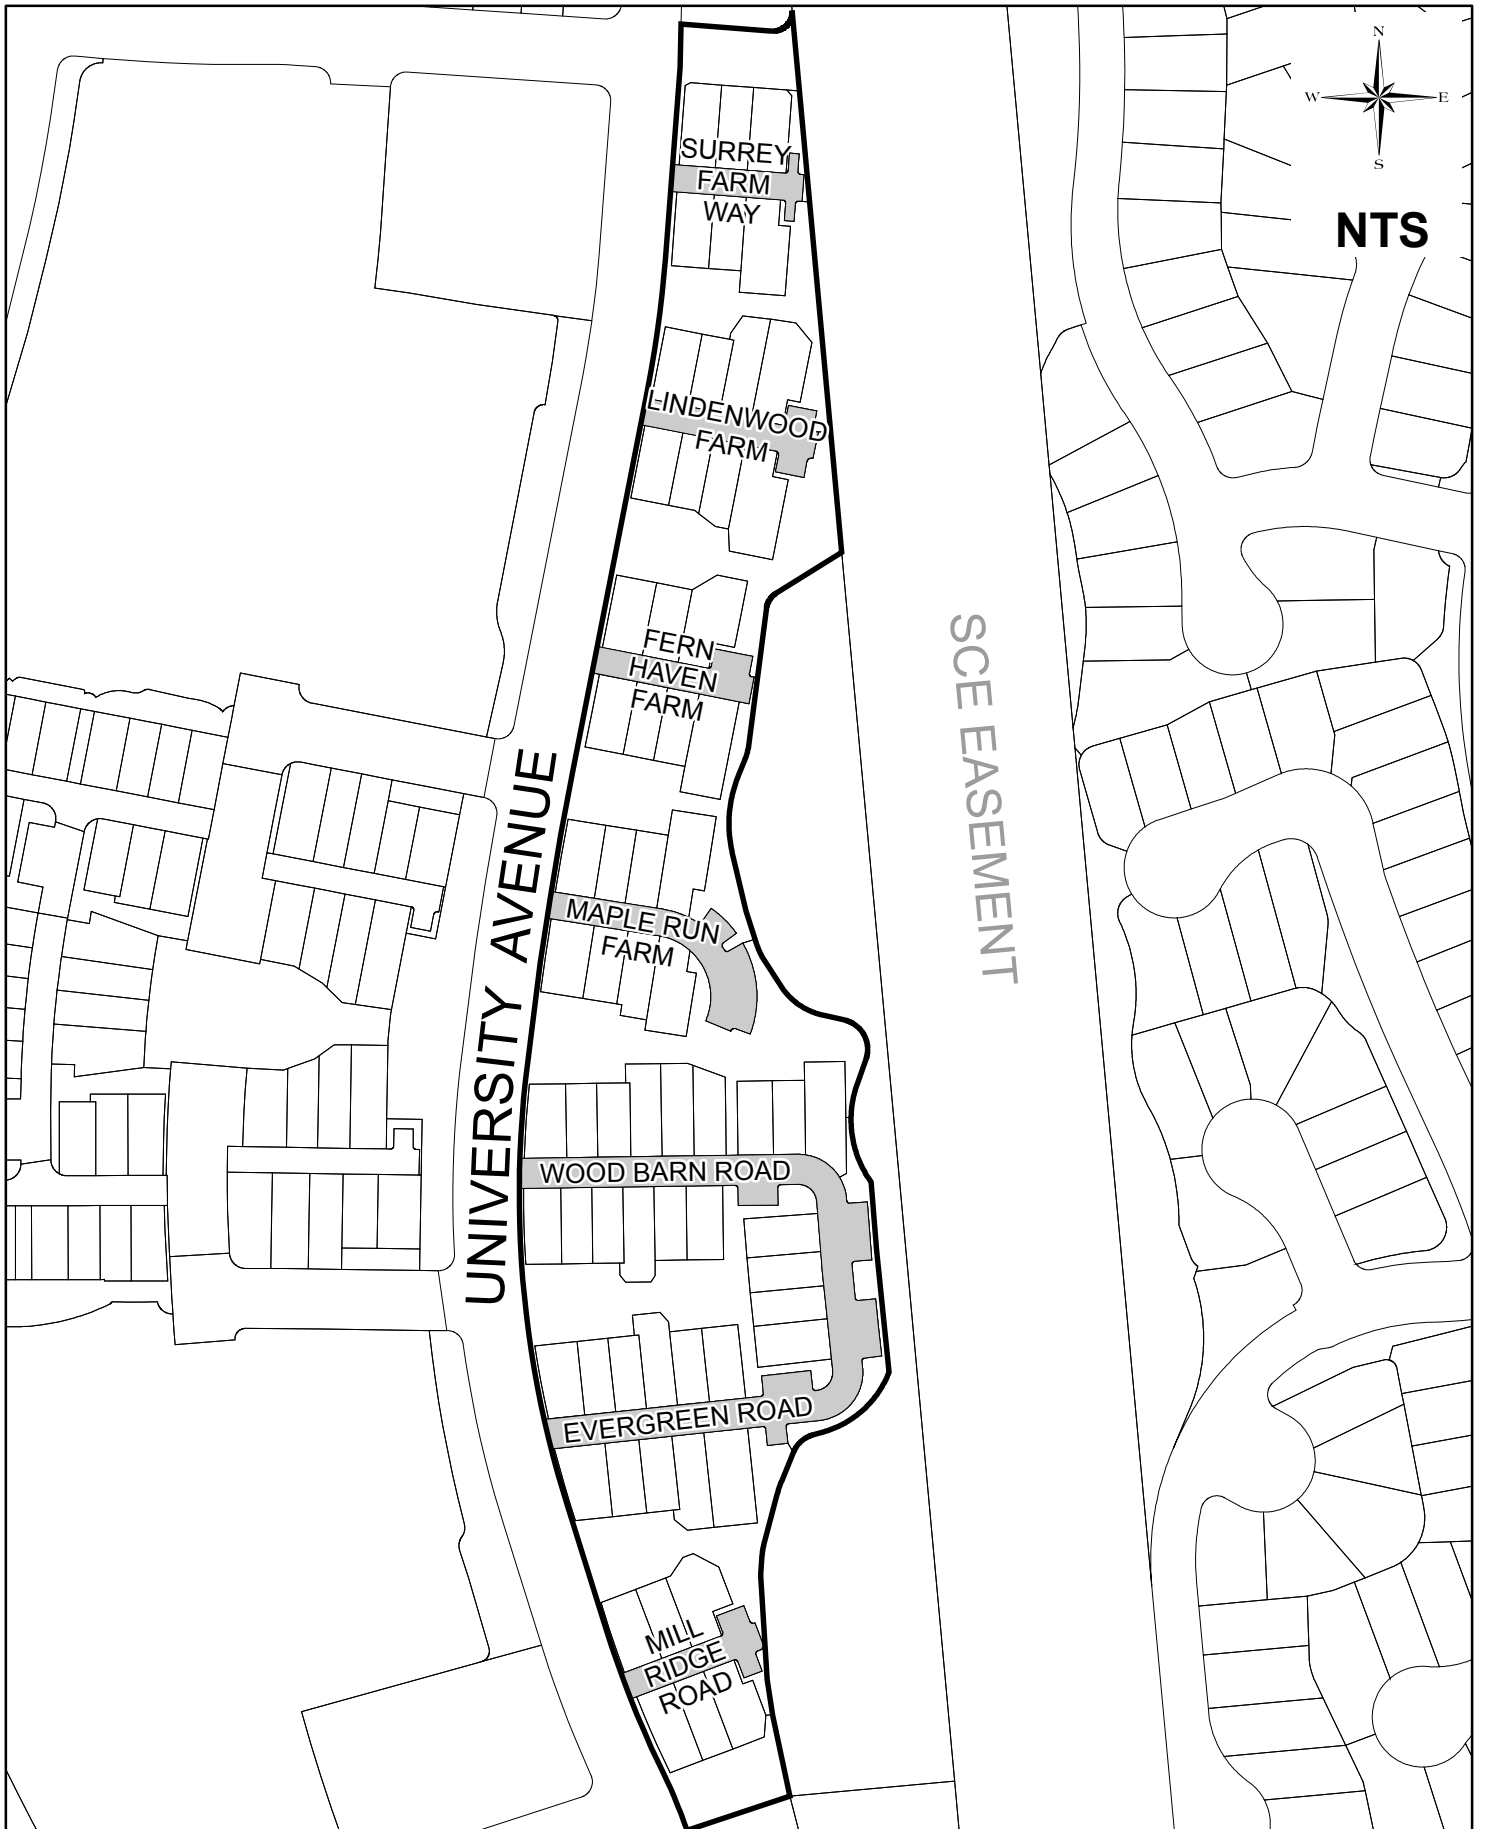 N
W E
S
NTS
SURREY
FARM
WAY
LINDENWOOD
FARM
FERN
HAVEN
FARM
SCE EASEMENT
UNIVERSITY AVENUE
MAPLE RUN
FARM
WOOD BARN ROAD
EVERGREEN ROAD
MILL
RIDGE
ROAD